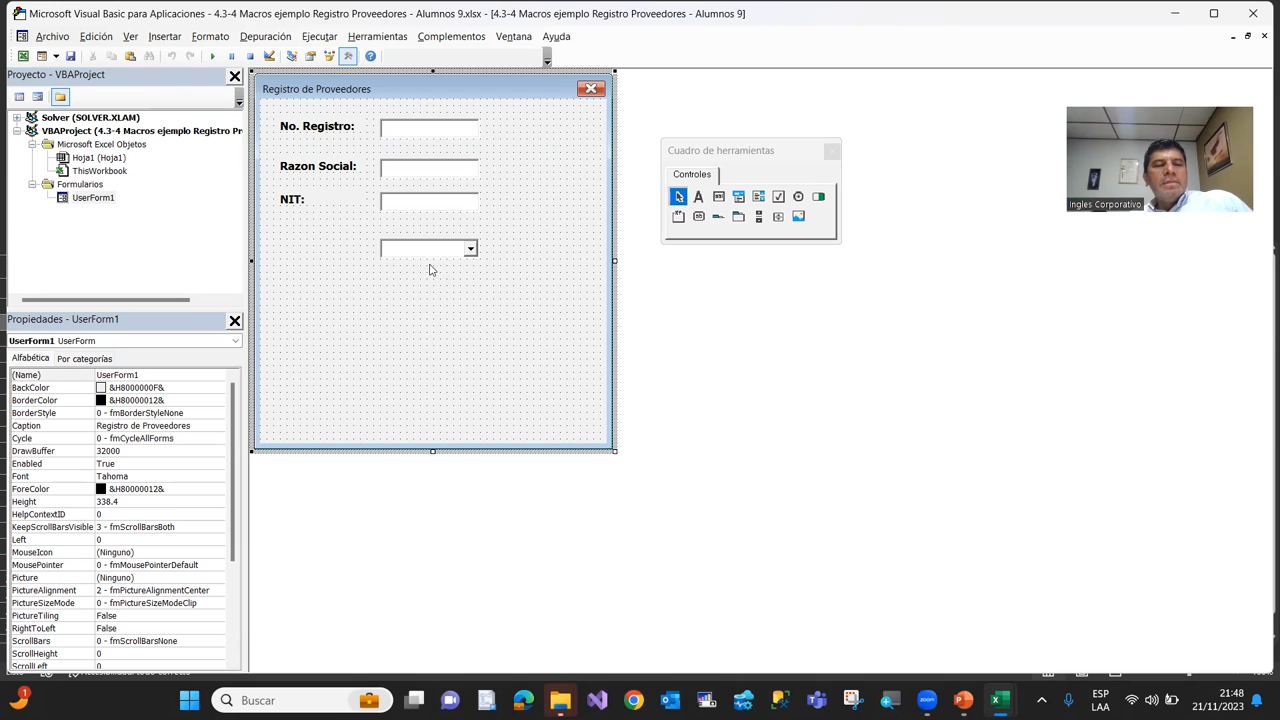 Microsoft Visual Basic para Aplicaciones - 4.3-4 Macros ejemplo Registro Proveedores - Alumnos 9.xlsx - [4.3-4 Macros ejemplo Registro Proveedores - Alumnos 9]
Archivo Edición Ver Insertar Formato Depuración Ejecutar Herramientas Complementos Ventana Ayuda
Proyecto - VBAProject
Solver (SOLVER.XLAM)
VBAProject (4.3-4 Macros ejemplo Registro Pr
Microsoft Excel Objetos
Hoja1 (Hoja1)
ThisWorkbook
Formularios
UserForm1
Propiedades - UserForm1
UserForm1 UserForm
Alfabética Por categorías
(Name) UserForm1
BackColor &H8000000F&
BorderColor &H80000012&
BorderStyle 0 - fmBorderStyleNone
Caption Registro de Proveedores
Cycle 0 - fmCycleAllForms
DrawBuffer 32000
Enabled True
Font Tahoma
ForeColor &H80000012&
Height 338.4
HelpContextID 0
KeepScrollBarsVisible 3 - fmScrollBarsBoth
Left 0
MouseIcon (Ninguno)
MousePointer 0 - fmMousePointerDefault
Picture (Ninguno)
PictureAlignment 2 - fmPictureAlignmentCenter
PictureSizeMode 0 - fmPictureSizeModeClip
PictureTiling False
RightToLeft False
ScrollBars 0 - fmScrollBarsNone
ScrollHeight 0
ScrollLeft 0
Registro de Proveedores
No. Registro:
Razon Social:
NIT:
Cuadro de herramientas
Controles
Ingles Corporativo
1
Buscar
ESP
LAA
21:48
21/11/2023